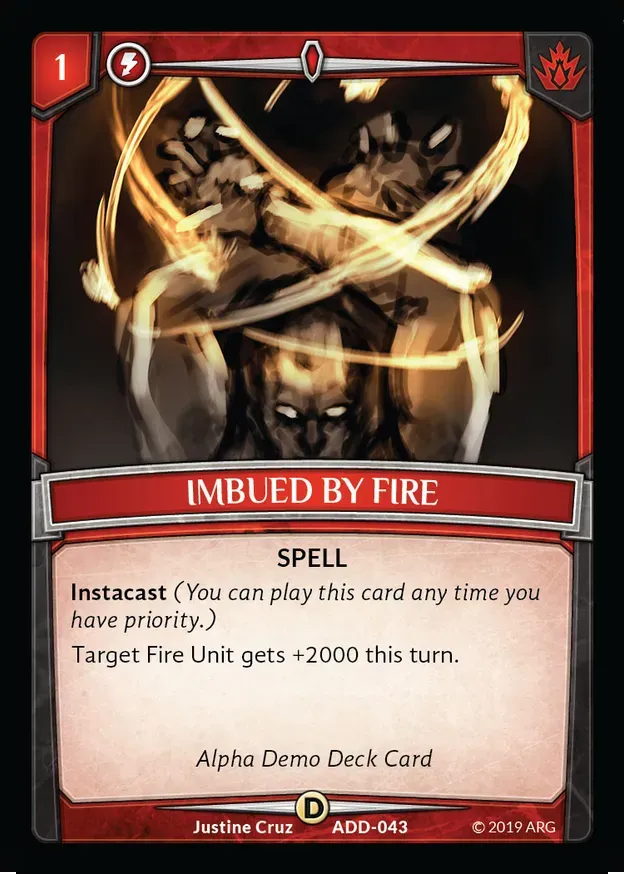 1
IMBUED BY FIRE
SPELL
Instacast (You can play this card any time you
have priority.)
Target Fire Unit gets +2000 this turn.
Alpha Demo Deck Card
D
Justine Cruz ADD-043 © 2019 ARG